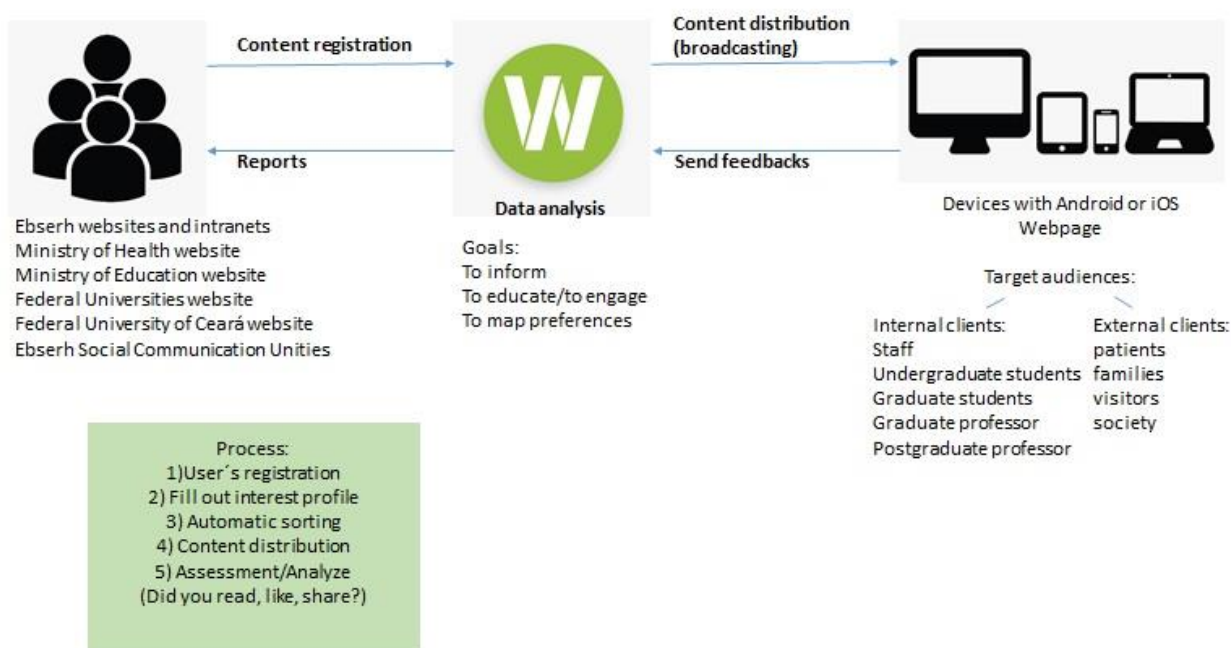 Content registration
Reports
Content distribution
(broadcasting)
Send feedbacks
W
Data analysis
Ebserh websites and intranets
Ministry of Health website
Ministry of Education website
Federal Universities website
Federal University of Ceará website
Ebserh Social Communication Unities
Goals:
To inform
To educate/to engage
To map preferences
Devices with Android or iOS
Webpage
Target audiences:
Internal clients:
Staff
Undergraduate students
Graduate students
Graduate professor
Postgraduate professor
External clients:
patients
families
visitors
society
Process:
1)User´s registration
2) Fill out interest profile
3) Automatic sorting
4) Content distribution
5) Assessment/Analyze
(Did you read, like, share?)